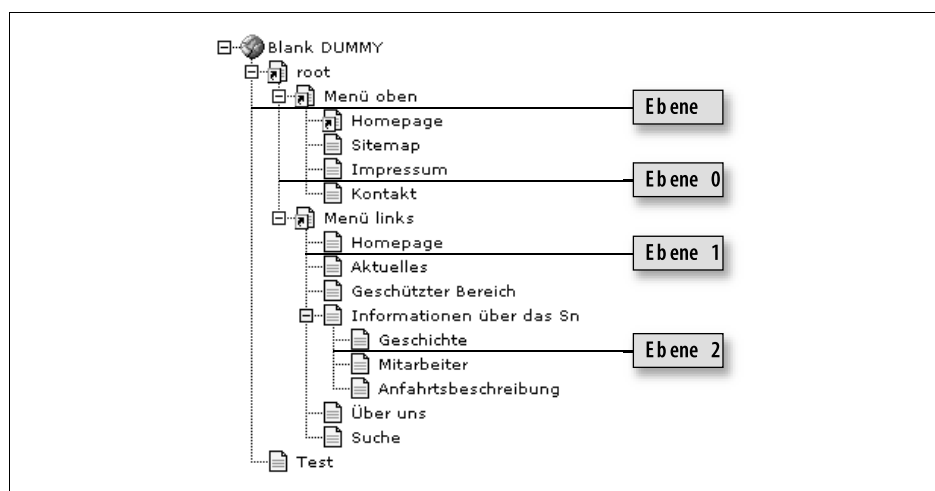 Blank DUMMY
root
Menü oben
Ebene
Homepage
Sitemap
Impressum
Ebene 0
Kontakt
Menü links
Homepage
Ebene 1
Aktuelles
Geschützter Bereich
Informationen über das Sn
Geschichte
Ebene 2
Mitarbeiter
Anfahrtsbeschreibung
Über uns
Suche
Test